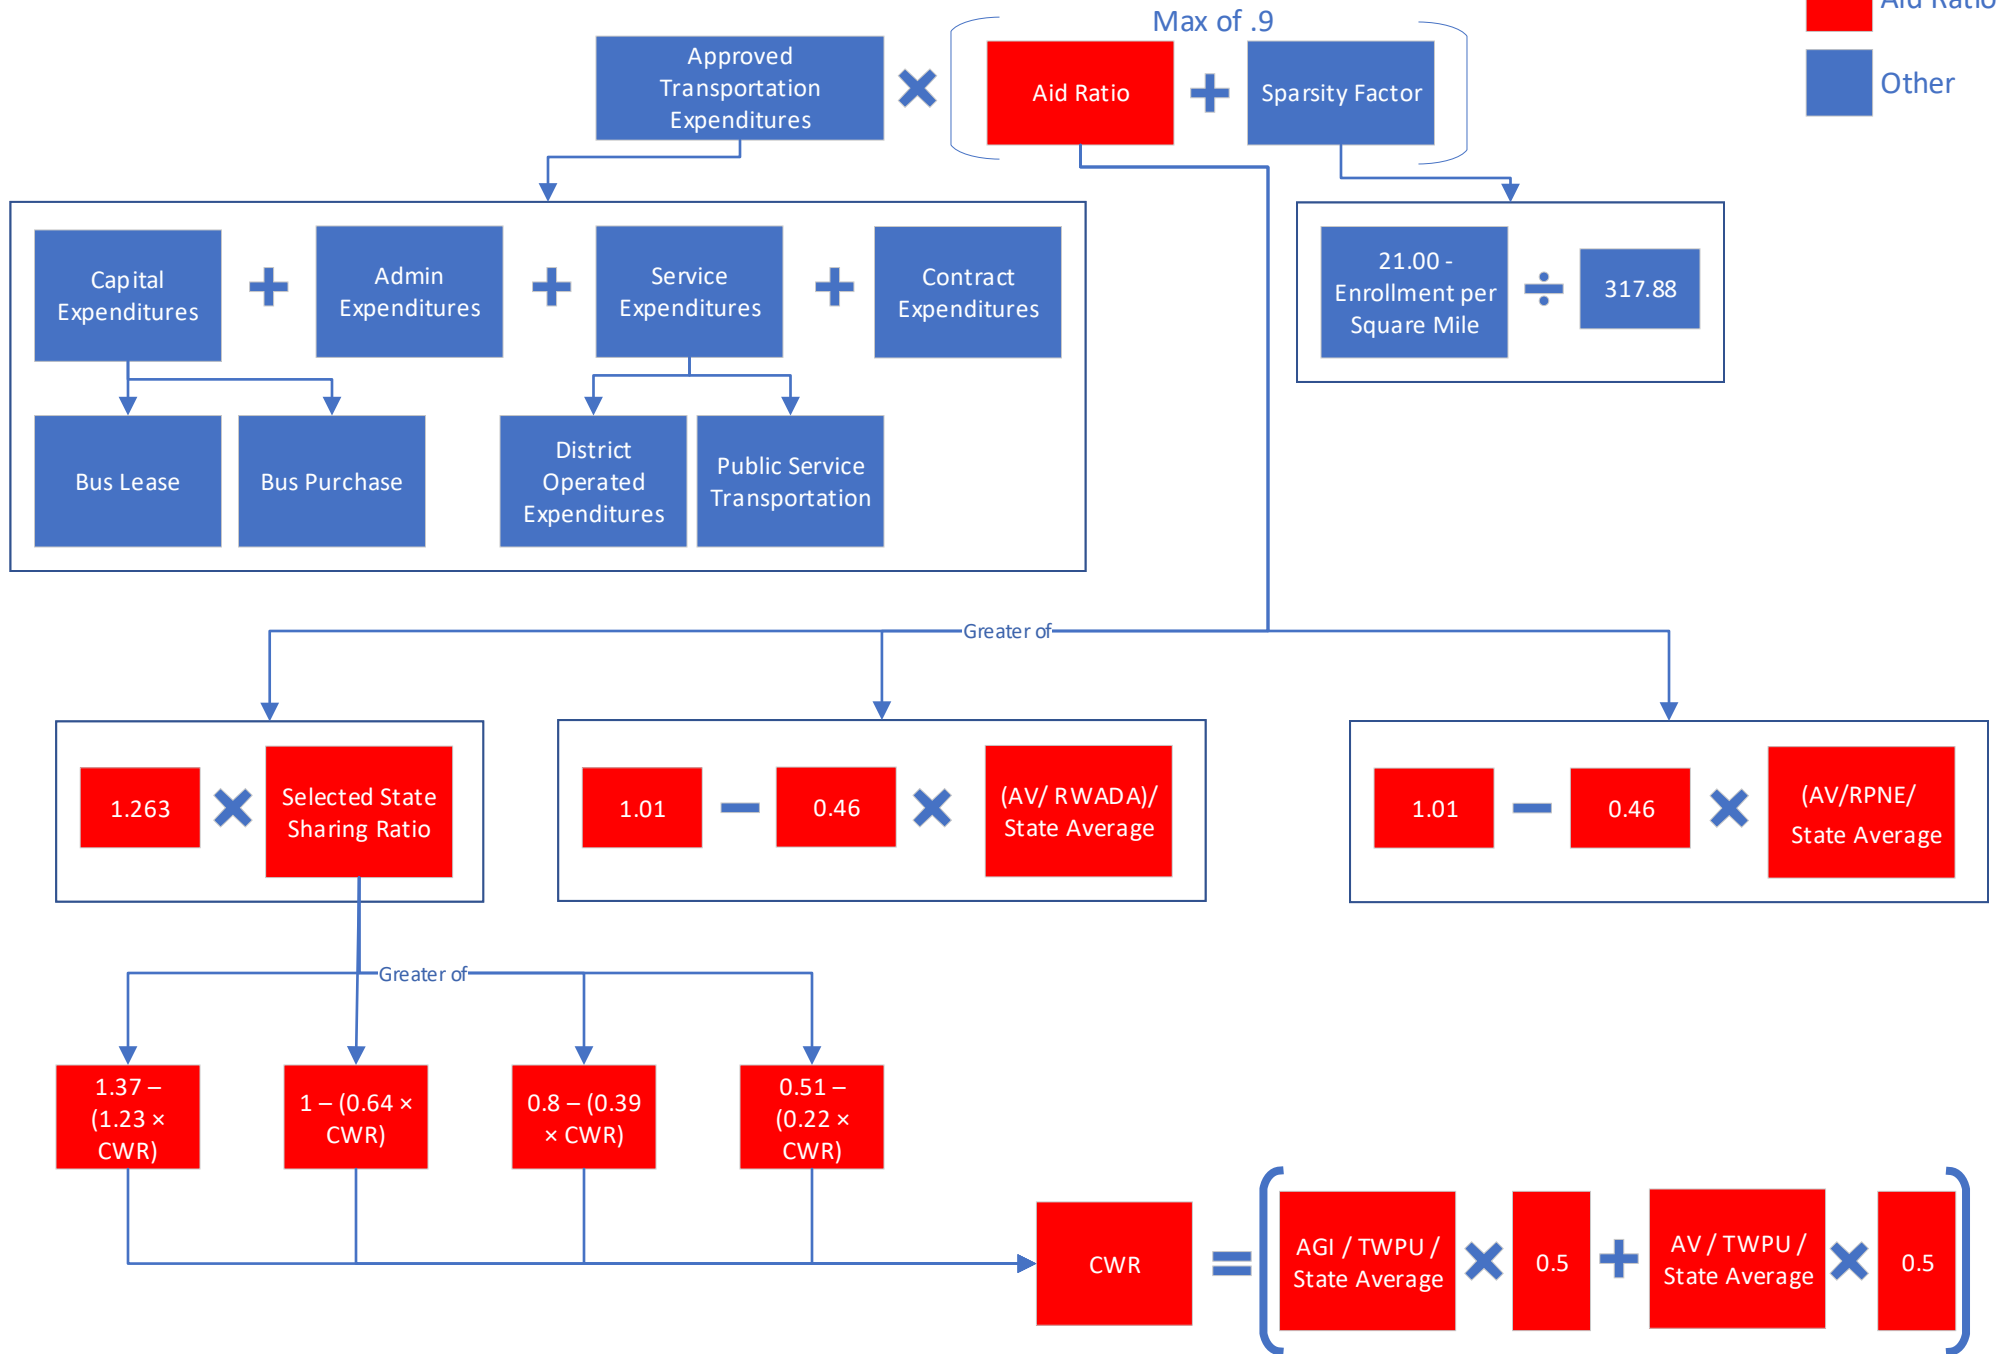 Max of .9
Aid Ratio
Other
Approved
Transportation
Expenditures
×
Aid Ratio
+
Sparsity Factor
Capital
Expenditures
+
Admin
Expenditures
+
Service
Expenditures
+
Contract
Expenditures
21.00 -
Enrollment per
Square Mile
÷
317.88
Bus Lease
Bus Purchase
District
Operated
Expenditures
Public Service
Transportation
Greater of
1.263
×
Selected State
Sharing Ratio
1.01
−
0.46
×
(AV/ RWADA)/
State Average
1.01
−
0.46
×
(AV/RPNE/
State Average
Greater of
1.37 –
(1.23 ×
CWR)
1 – (0.64 ×
CWR)
0.8 – (0.39
× CWR)
0.51 –
(0.22 ×
CWR)
CWR
=
AGI / TWPU /
State Average
×
0.5
+
AV / TWPU /
State Average
×
0.5